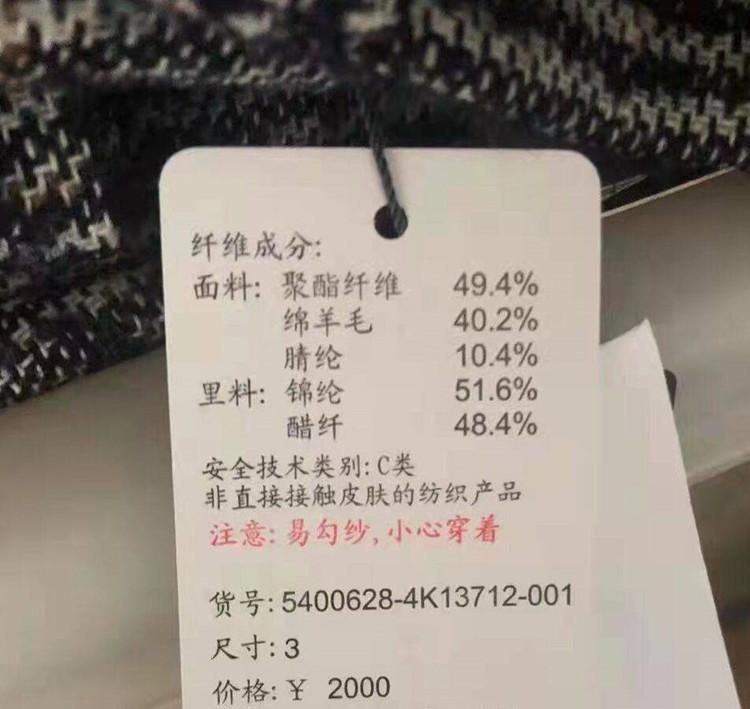 纤维成分:
面料: 聚酯纤维 49.4%
绵羊毛 40.2%
腈纶 10.4%
里料: 锦纶 51.6%
醋纤 48.4%
安全技术类别: C类
非直接接触皮肤的纺织产品
注意: 易勾纱, 小心穿着
货号: 5400628-4K13712-001
尺寸: 3
价格: ¥ 2000